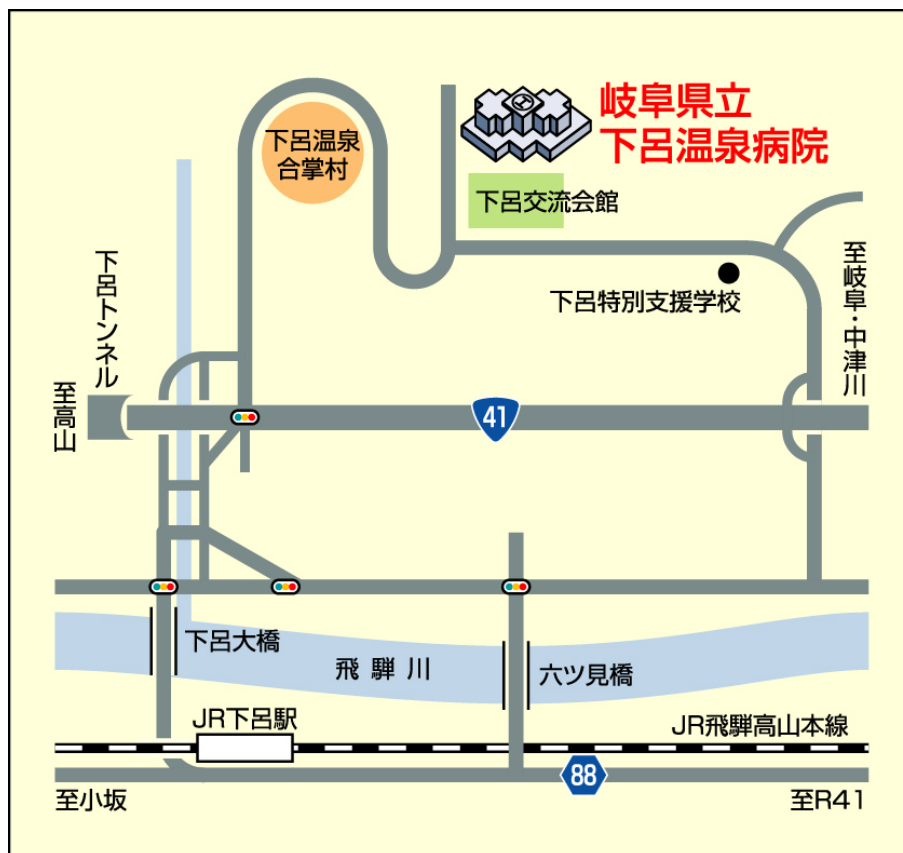 岐阜県立
下呂温泉病院
下呂温泉
合掌村
下呂交流会館
下呂特別支援学校
至岐阜・中津川
下呂トンネル
至高山
41
下呂大橋
飛騨川
六ツ見橋
JR下呂駅
JR飛騨高山本線
88
至小坂
至R41